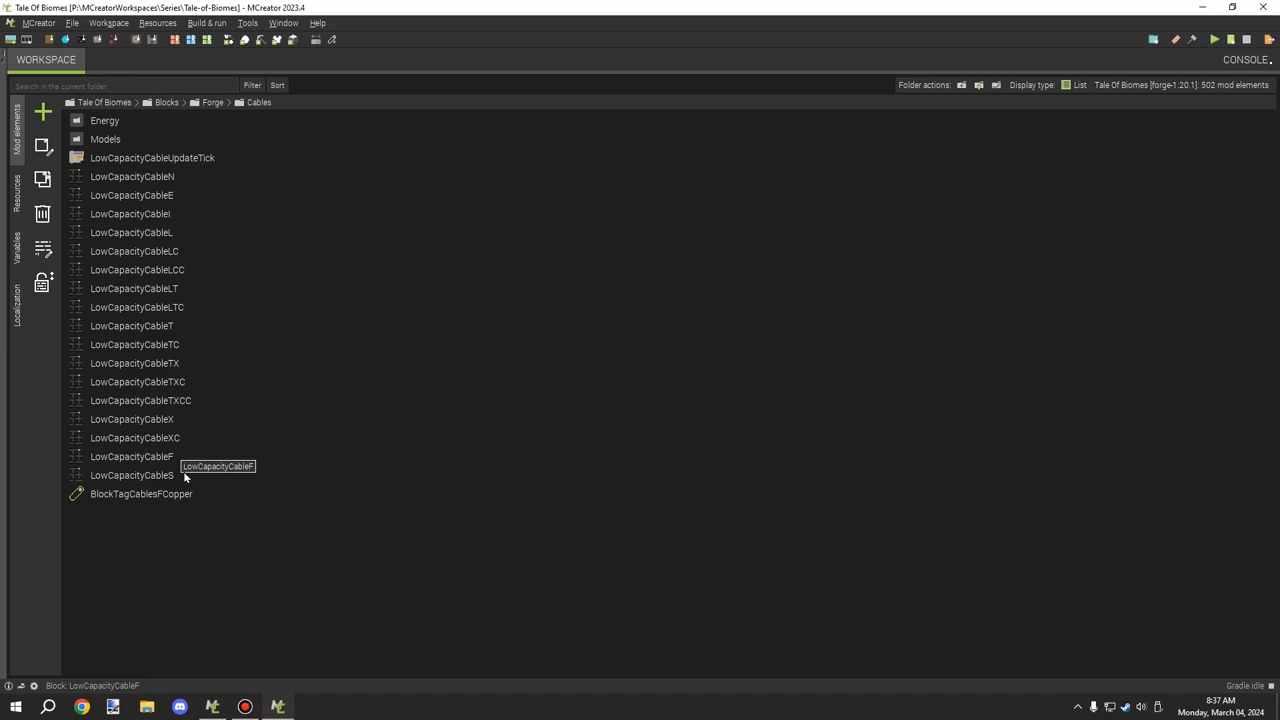 Tale Of Biomes [P:\MCreatorWorkspaces\Series\Tale-of-Biomes] - MCreator 2023.4
MCreator File Workspace Resources Build & run Tools Window Help
WORKSPACE
CONSOLE
Search in the current folder
Filter Sort
Folder actions: Display type: List Tale Of Biomes [forge-1.20.1]: 502 mod elements
Tale Of Biomes > Blocks > Forge > Cables
Mod elements
Resources
Variables
Localization
Energy
Models
LowCapacityCableUpdateTick
LowCapacityCableN
LowCapacityCableE
LowCapacityCableI
LowCapacityCableL
LowCapacityCableLC
LowCapacityCableLCC
LowCapacityCableLT
LowCapacityCableLTC
LowCapacityCableT
LowCapacityCableTC
LowCapacityCableTX
LowCapacityCableTXC
LowCapacityCableTXCC
LowCapacityCableX
LowCapacityCableXC
LowCapacityCableF
LowCapacityCableF
LowCapacityCableS
BlockTagCablesFCopper
Block: LowCapacityCableF
Gradle idle
8:37 AM
Monday, March 04, 2024